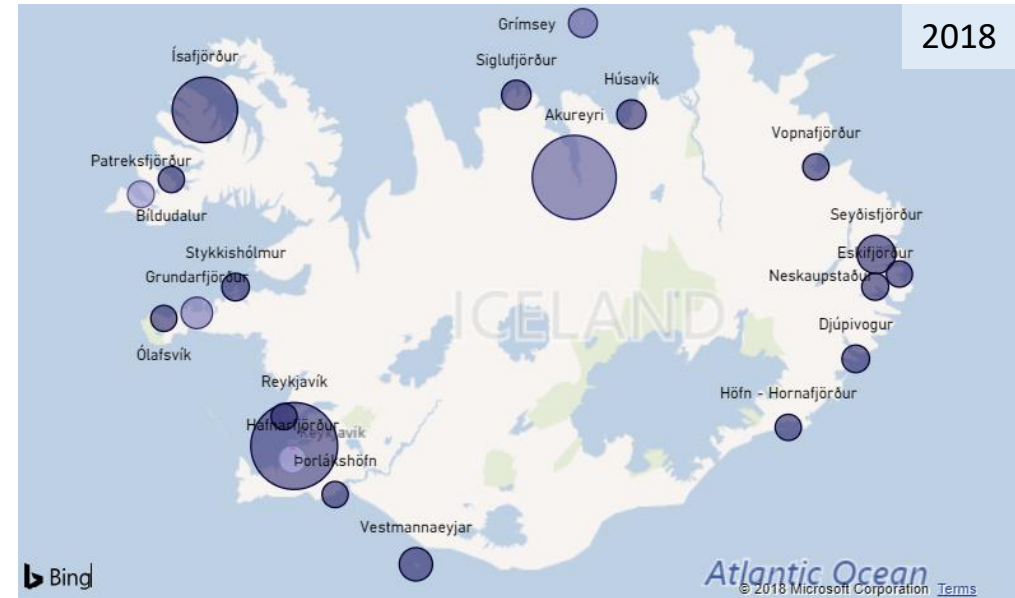 2018
Grímsey
Ísafjörður
Siglufjörður
Húsavík
Akureyri
Vopnafjörður
Patreksfjörður
Bíldudalur
Seyðisfjörður
Stykkishólmur
Eskifjörður
Grundarfjörður
Neskaupstaður
ICELAND
Djúpivogur
Ólafsvík
Reykjavík
Höfn - Hornafjörður
Hafnarfjörður
Reykjavík
Þorlákshöfn
Vestmannaeyjar
Bing
Atlantic Ocean
© 2018 Microsoft Corporation Terms